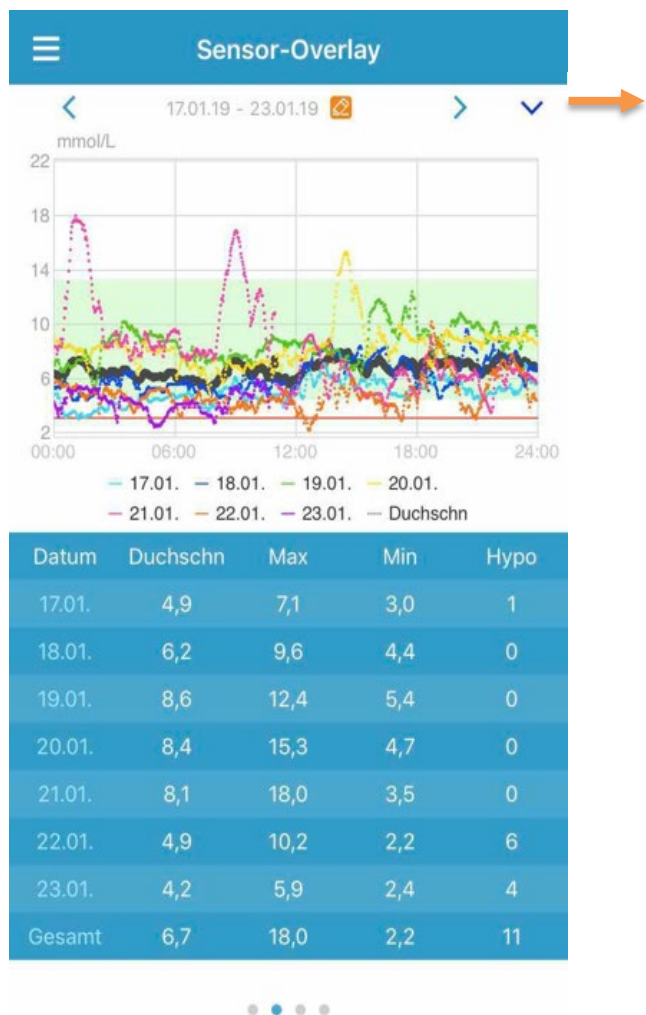 Sensor-Overlay
17.01.19 - 23.01.19
mmol/L
22
18
14
10
6
2
00:00 06:00 12:00 18:00 24:00
17.01. 18.01. 19.01. 20.01.
21.01. 22.01. 23.01. Duchschn
Datum Duchschn Max Min Hypo
17.01. 4,9 7,1 3,0 1
18.01. 6,2 9,6 4,4 0
19.01. 8,6 12,4 5,4 0
20.01. 8,4 15,3 4,7 0
21.01. 8,1 18,0 3,5 0
22.01. 4,9 10,2 2,2 6
23.01. 4,2 5,9 2,4 4
Gesamt 6,7 18,0 2,2 11